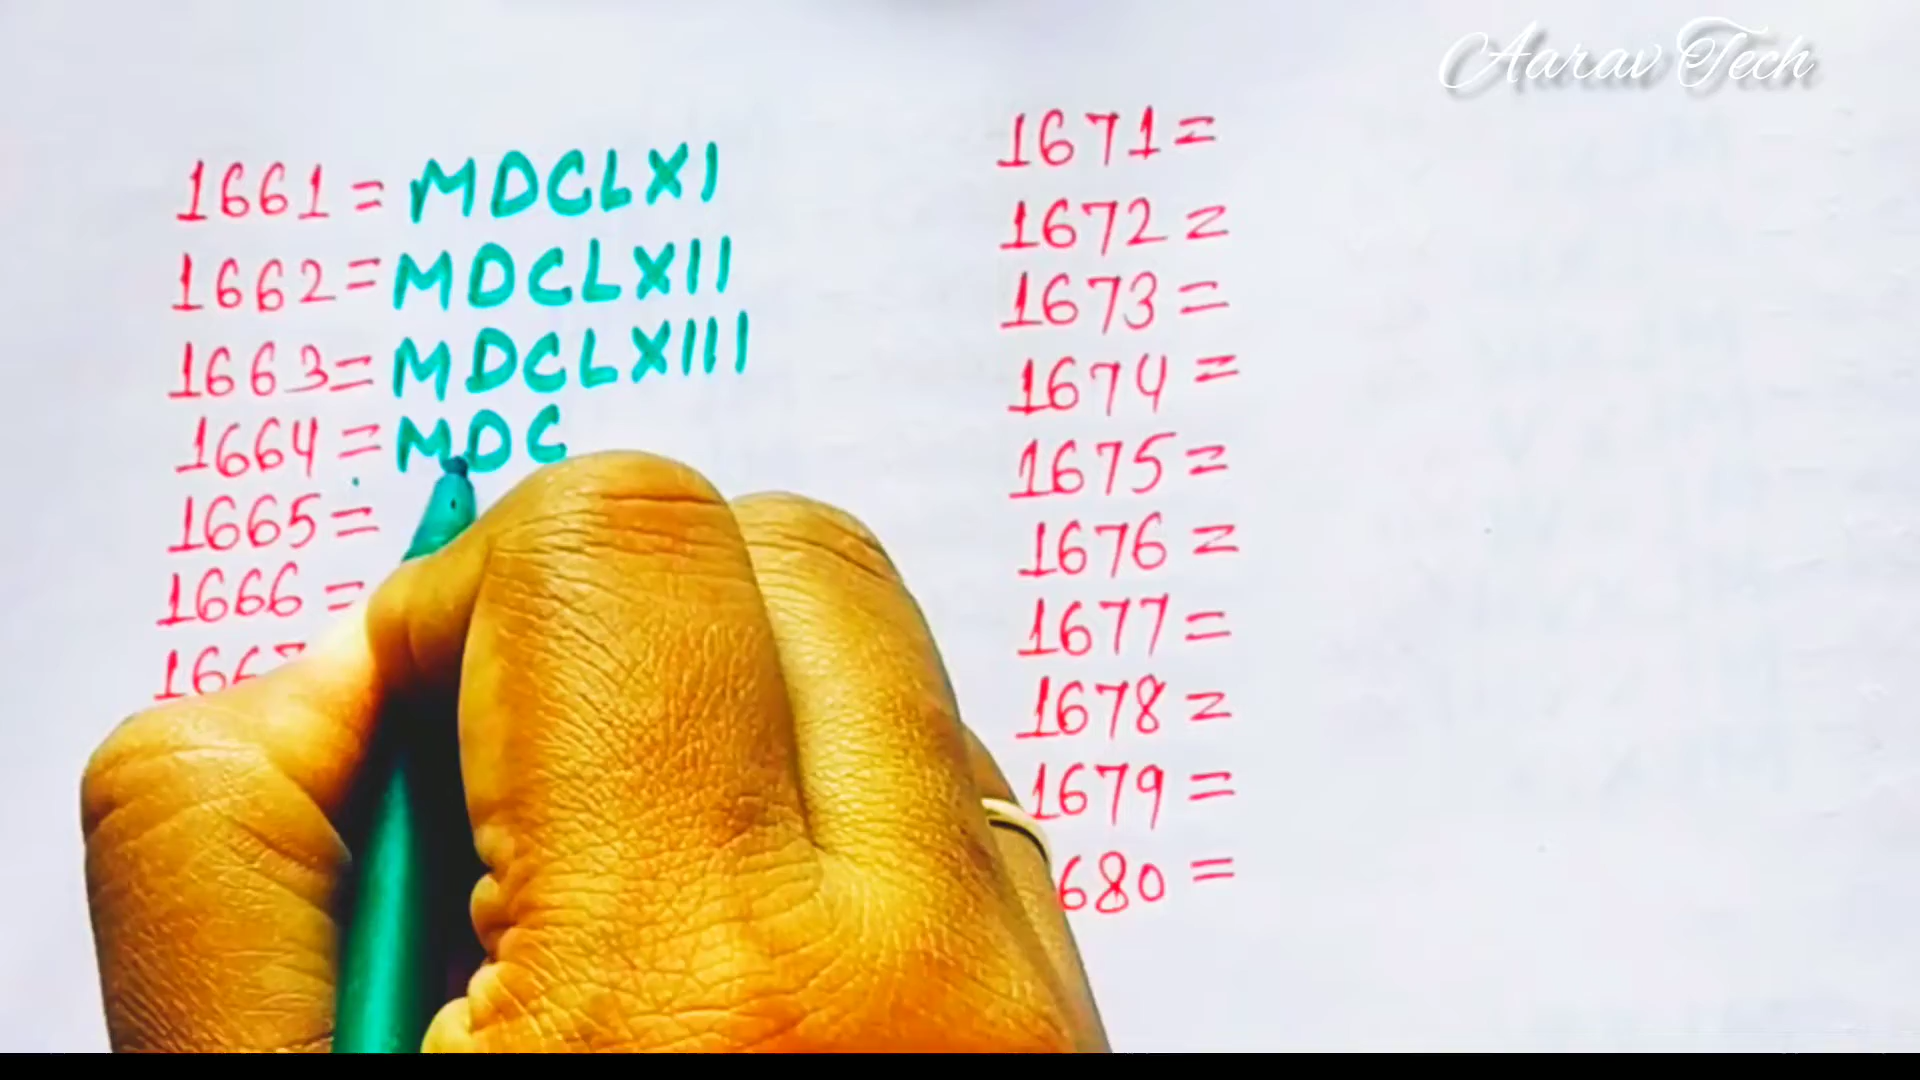 Aarav Tech
1661 = MDCLXI
1662 = MDCLXII
1663 = MDCLXIII
1664 = MDC
1665 =
1666 =
1667
1671 =
1672 =
1673 =
1674 =
1675 =
1676 =
1677 =
1678 =
1679 =
680 =